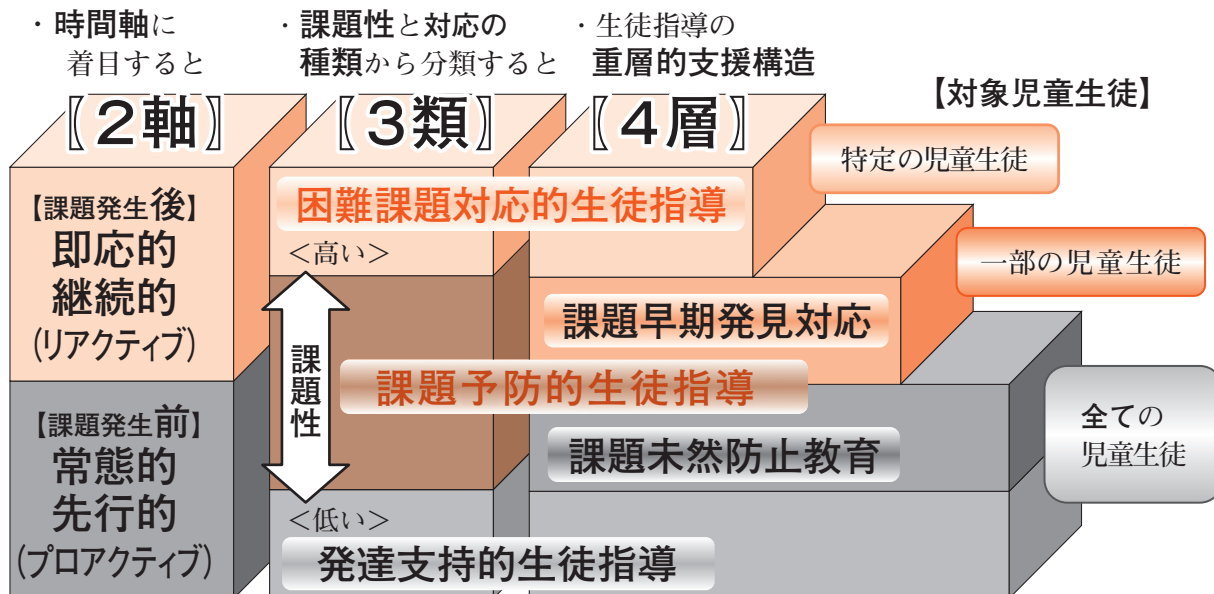 ・時間軸に
着目すると
・課題性と対応の
種類から分類すると
・生徒指導の
重層的支援構造
〖2軸〗
〖3類〗
〖4層〗
【対象児童生徒】
【課題発生後】
即応的
継続的
(リアクティブ)
【課題発生前】
常態的
先行的
(プロアクティブ)
困難課題対応的生徒指導
＜高い＞
課題性
課題予防的生徒指導
＜低い＞
発達支持的生徒指導
課題早期発見対応
課題未然防止教育
特定の児童生徒
一部の児童生徒
全ての
児童生徒